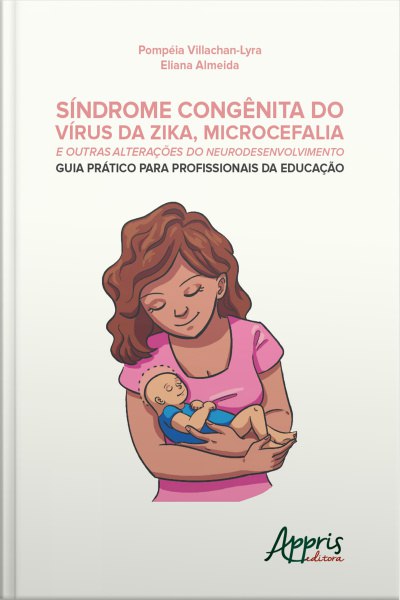 Pompéia Villachan-Lyra
Eliana Almeida
SÍNDROME CONGÊNITA DO
VÍRUS DA ZIKA, MICROCEFALIA
E OUTRAS ALTERAÇÕES DO NEURODESENVOLVIMENTO
GUIA PRÁTICO PARA PROFISSIONAIS DA EDUCAÇÃO
Appris
editora